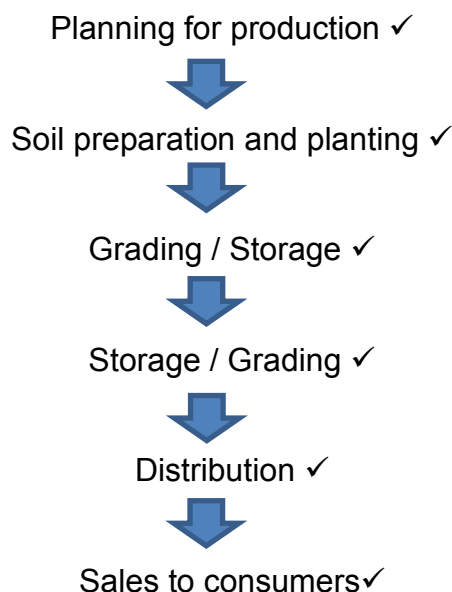 Planning for production ✓
Soil preparation and planting ✓
Grading / Storage ✓
Storage / Grading ✓
Distribution ✓
Sales to consumers✓